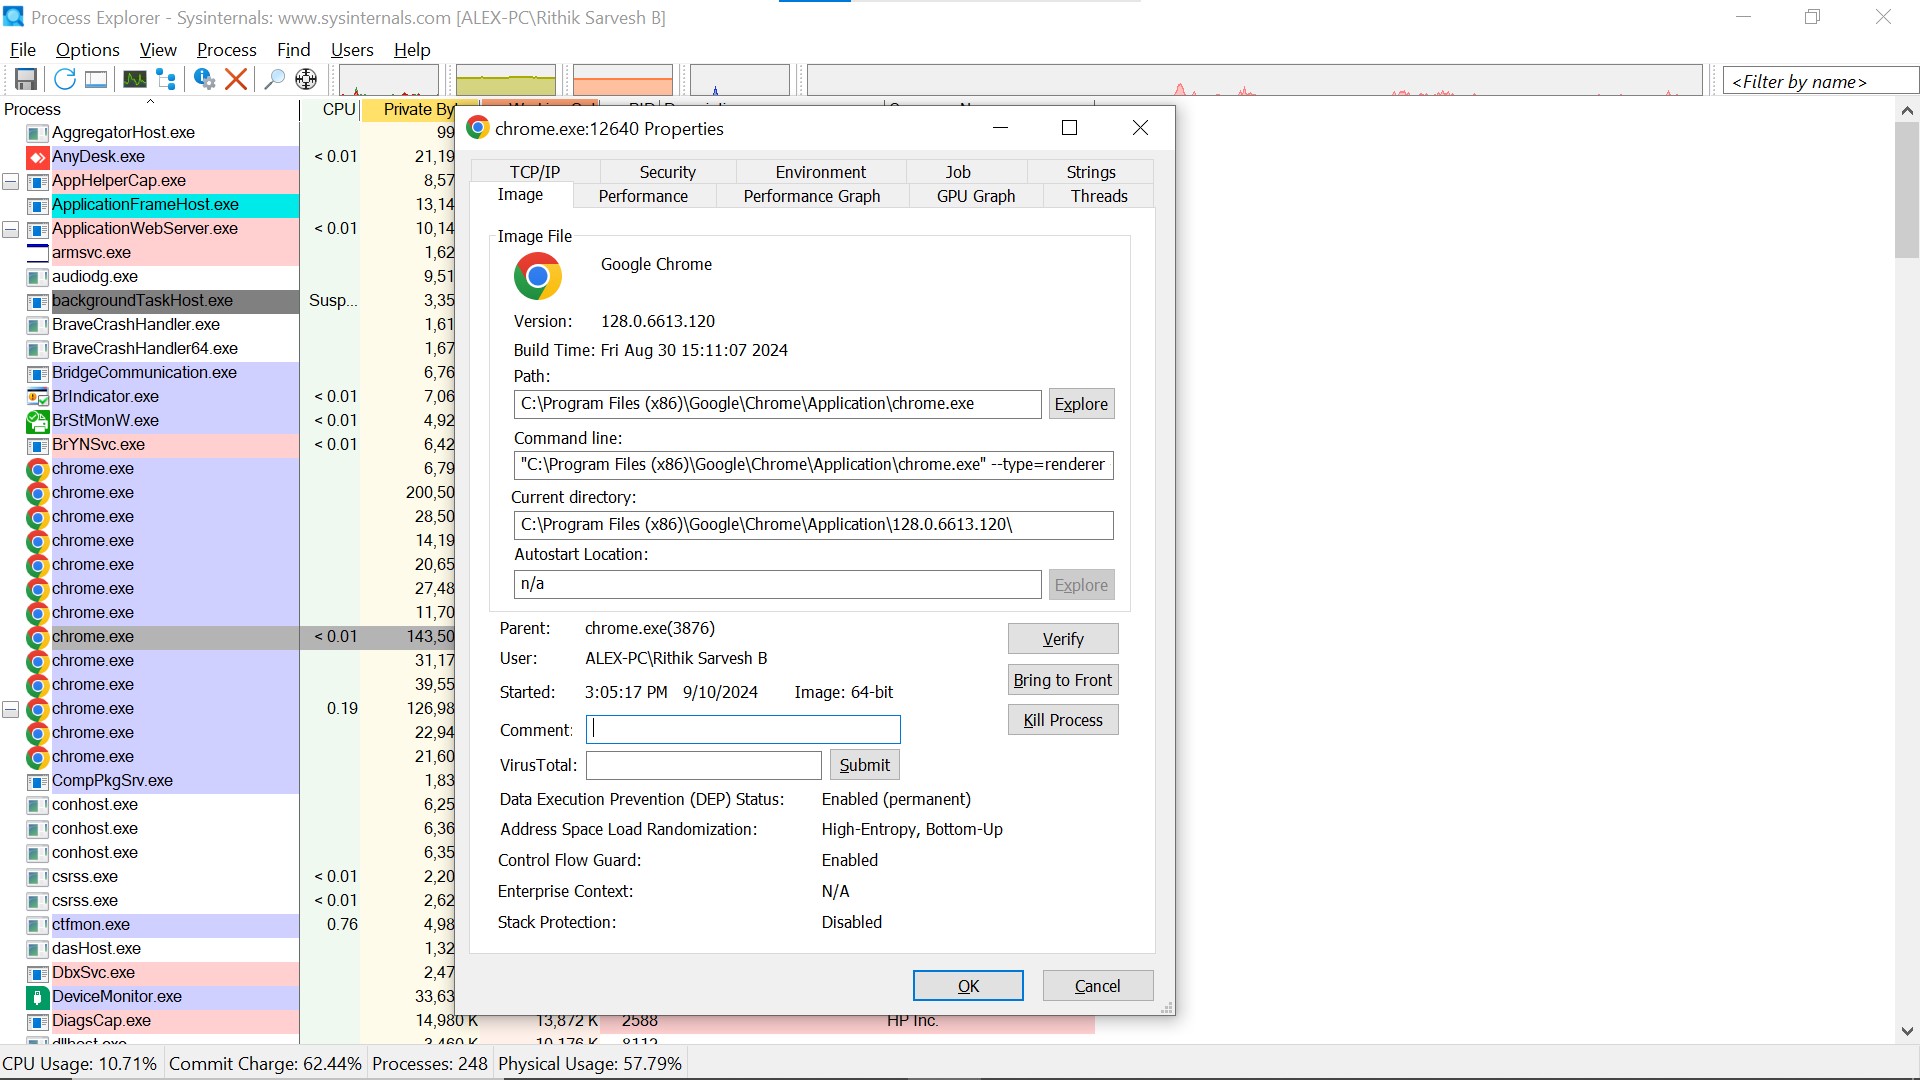 Process Explorer - Sysinternals: www.sysinternals.com [ALEX-PC\Rithik Sarvesh B]
File Options View Process Find Users Help
<Filter by name>
Process CPU Private By
AggregatorHost.exe 99
AnyDesk.exe < 0.01 21,19
AppHelperCap.exe 8,57
ApplicationFrameHost.exe 13,14
ApplicationWebServer.exe < 0.01 10,14
armsvc.exe 1,62
audiodg.exe 9,51
backgroundTaskHost.exe Susp... 3,35
BraveCrashHandler.exe 1,61
BraveCrashHandler64.exe 1,67
BridgeCommunication.exe 6,76
BrIndicator.exe < 0.01 7,06
BrStMonW.exe < 0.01 4,92
BrYNSvc.exe < 0.01 6,42
chrome.exe 6,79
chrome.exe 200,50
chrome.exe 28,50
chrome.exe 14,19
chrome.exe 20,65
chrome.exe 27,48
chrome.exe 11,70
chrome.exe < 0.01 143,50
chrome.exe 31,17
chrome.exe 39,55
chrome.exe 0.19 126,98
chrome.exe 22,94
chrome.exe 21,60
CompPkgSrv.exe 1,83
conhost.exe 6,25
conhost.exe 6,36
conhost.exe 6,35
csrss.exe < 0.01 2,20
csrss.exe < 0.01 2,62
ctfmon.exe 0.76 4,98
dasHost.exe 1,32
DbxSvc.exe 2,47
DeviceMonitor.exe 33,63
DiagsCap.exe 14,980 K 13,872 K 2588 HP Inc.
dllhost.exe 3,460 K 10,176 K 8112
chrome.exe:12640 Properties
TCP/IP Security Environment Job Strings
Image Performance Performance Graph GPU Graph Threads
Image File
Google Chrome
Version: 128.0.6613.120
Build Time: Fri Aug 30 15:11:07 2024
Path:
C:\Program Files (x86)\Google\Chrome\Application\chrome.exe Explore
Command line:
"C:\Program Files (x86)\Google\Chrome\Application\chrome.exe" --type=renderer
Current directory:
C:\Program Files (x86)\Google\Chrome\Application\128.0.6613.120\
Autostart Location:
n/a Explore
Parent: chrome.exe(3876)
Verify
User: ALEX-PC\Rithik Sarvesh B
Bring to Front
Started: 3:05:17 PM 9/10/2024 Image: 64-bit
Kill Process
Comment:
VirusTotal: Submit
Data Execution Prevention (DEP) Status: Enabled (permanent)
Address Space Load Randomization: High-Entropy, Bottom-Up
Control Flow Guard: Enabled
Enterprise Context: N/A
Stack Protection: Disabled
OK Cancel
CPU Usage: 10.71% Commit Charge: 62.44% Processes: 248 Physical Usage: 57.79%